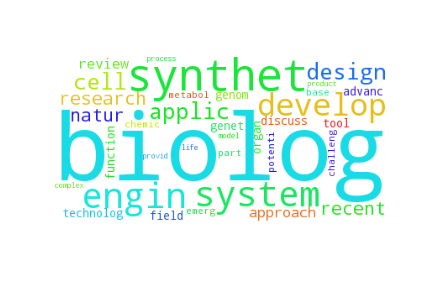 process
review
synthet
design
cell
product
base
advanc
research
metabol
genom
develop
natur
applic
chemic
genet
discuss
tool
biolog
function
organ
potenti
challeng
model
part
provid
life
complex
engin
system
technolog
field
emerg
approach
recent